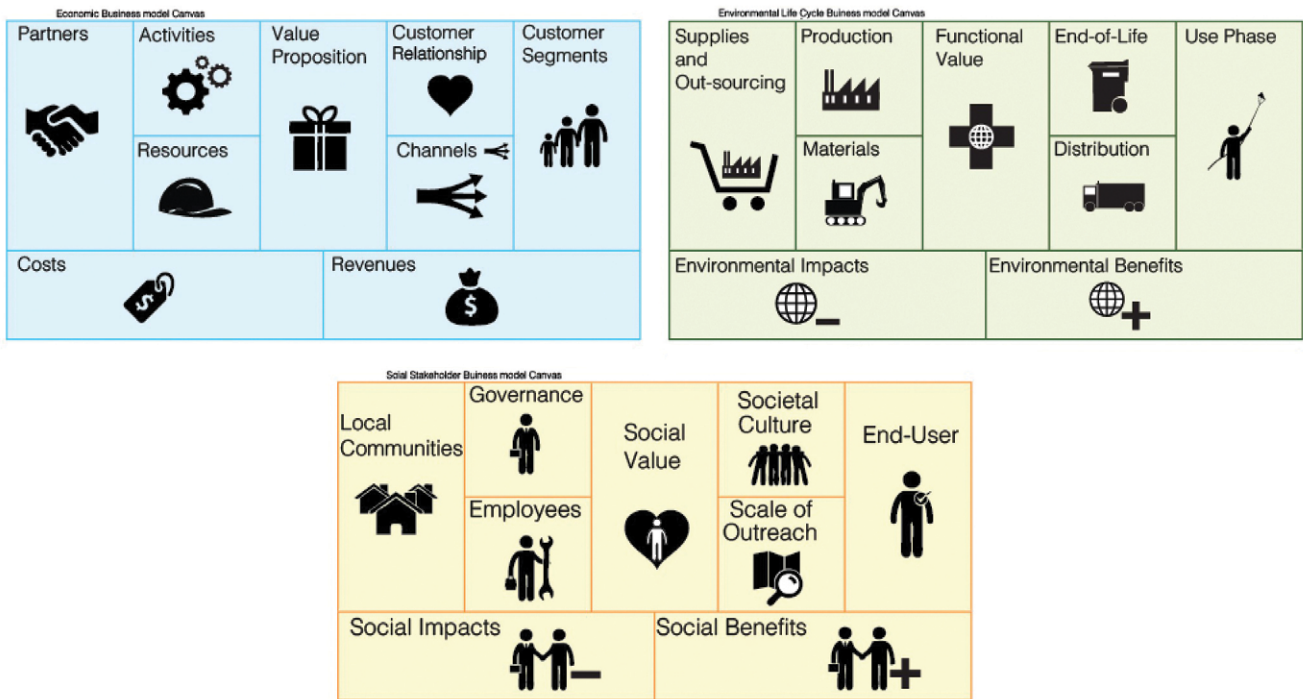 Economic Business model Canvas
Partners
Activities
Value
Proposition
Customer
Relationship
Customer
Segments
Resources
Channels
Costs
$
Revenues
$
Environmental Life Cycle Buiness model Canvas
Supplies
and
Out-sourcing
Production
Functional
Value
End-of-Life
Use Phase
Materials
Distribution
Environmental Impacts
Environmental Benefits
Soial Stakeholder Buiness model Canvas
Local
Communities
Governance
Social
Value
Societal
Culture
End-User
Employees
Scale of
Outreach
Social Impacts
Social Benefits